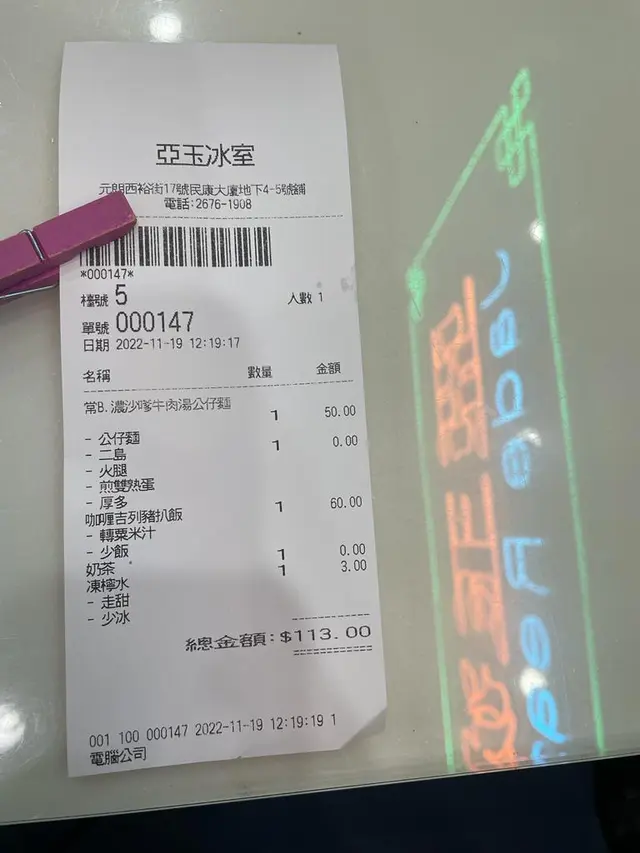 亞玉冰室
元朗西裕街17號民康大廈地下4-5號舖
電話:2676-1908
*000147*
檯號 5 人數 1
單號 000147
日期 2022-11-19 12:19:17
名稱 數量 金額
常B.濃沙嗲牛肉湯公仔麵 1 50.00
- 公仔麵 1 0.00
- 二島
- 火腿
- 煎雙熟蛋
- 厚多
咖喱吉列豬扒飯 1 60.00
- 轉粟米汁
- 少飯
奶茶 1 0.00
凍檸水 1 3.00
- 走甜
- 少冰
總金額:$113.00
001 100 000147 2022-11-19 12:19:19 1
電腦公司